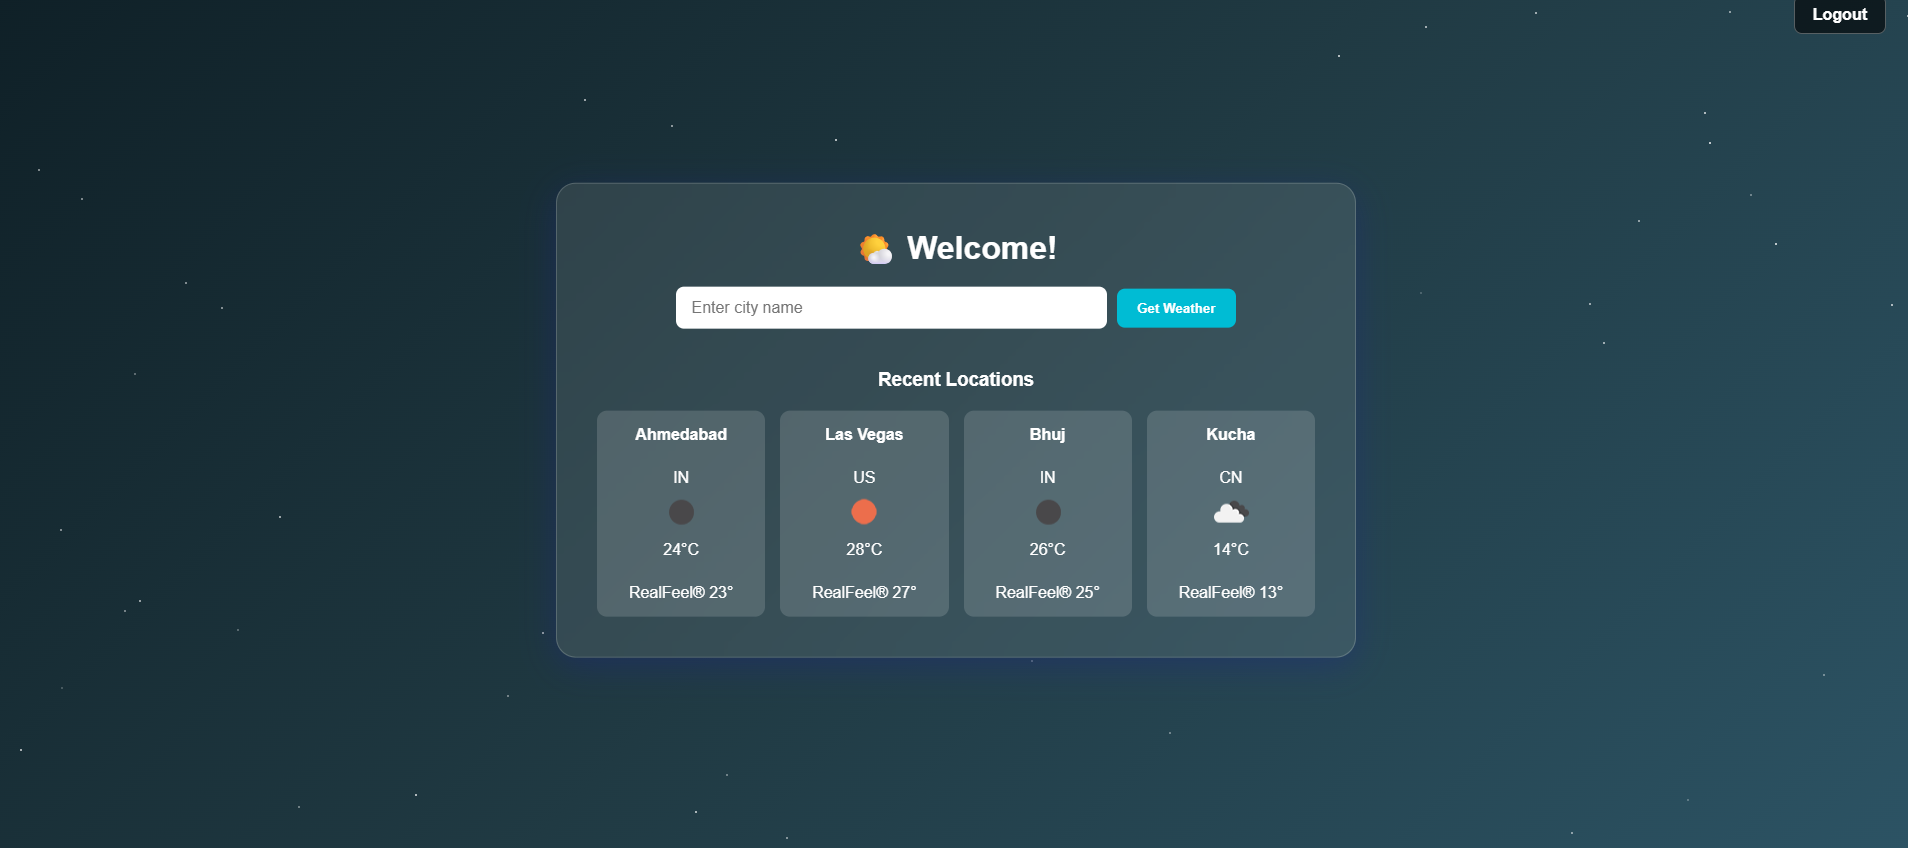 Logout
Welcome!
Enter city name
Get Weather
Recent Locations
Ahmedabad
IN
24°C
RealFeel® 23°
Las Vegas
US
28°C
RealFeel® 27°
Bhuj
IN
26°C
RealFeel® 25°
Kucha
CN
14°C
RealFeel® 13°